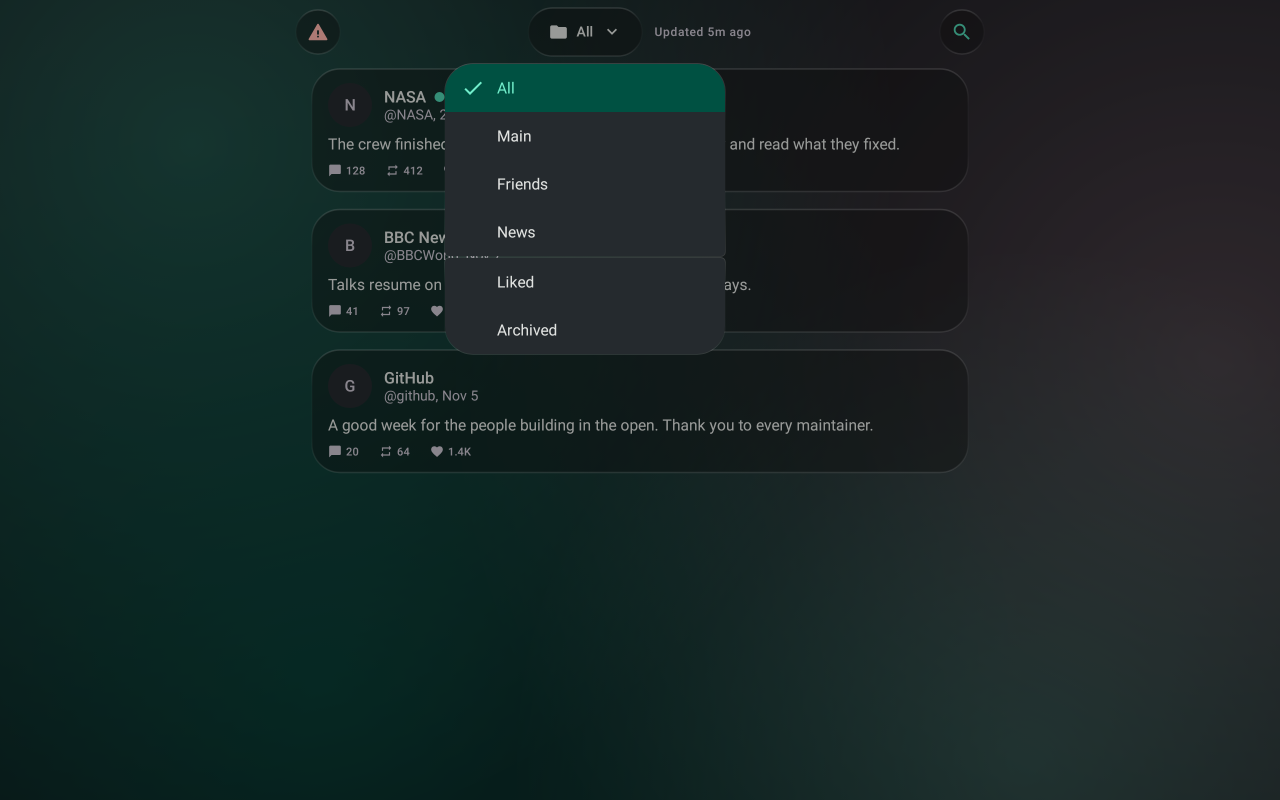 All
Updated 5m ago
All
Main
Friends
News
Liked
Archived
N
NASA
@NASA, 2
The crew finished
and read what they fixed.
128
412
B
BBC New
Talks resume on
ays.
41
97
G
GitHub
@github, Nov 5
A good week for the people building in the open. Thank you to every maintainer.
20
64
1.4K